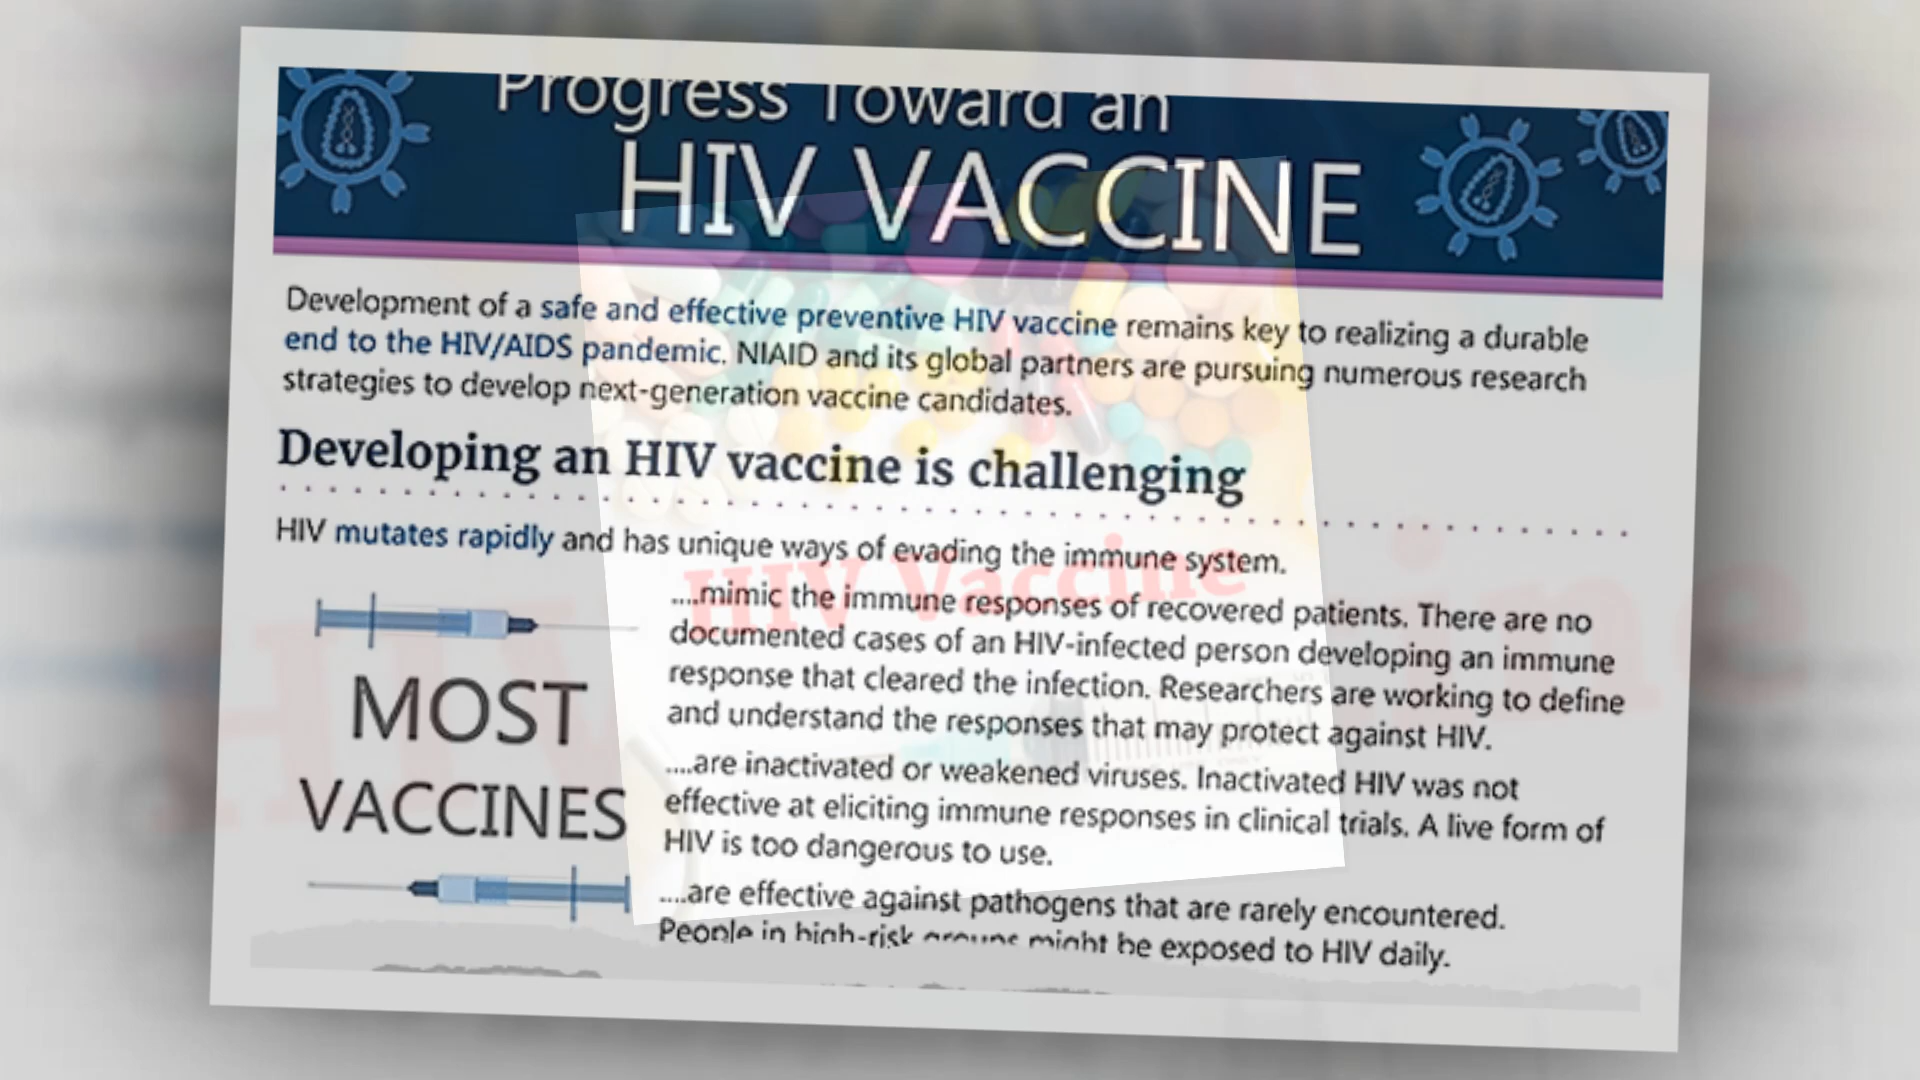 Progress Toward an
HIV VACCINE
Development of a safe and effective preventive HIV vaccine remains key to realizing a durable
end to the HIV/AIDS pandemic. NIAID and its global partners are pursuing numerous research
strategies to develop next-generation vaccine candidates.
Developing an HIV vaccine is challenging
HIV mutates rapidly and has unique ways of evading the immune system.
HIV Vaccine
MOST
VACCINES
....mimic the immune responses of recovered patients. There are no
documented cases of an HIV-infected person developing an immune
response that cleared the infection. Researchers are working to define
and understand the responses that may protect against HIV.
....are inactivated or weakened viruses. Inactivated HIV was not
effective at eliciting immune responses in clinical trials. A live form of
HIV is too dangerous to use.
....are effective against pathogens that are rarely encountered.
People in high-risk groups might be exposed to HIV daily.